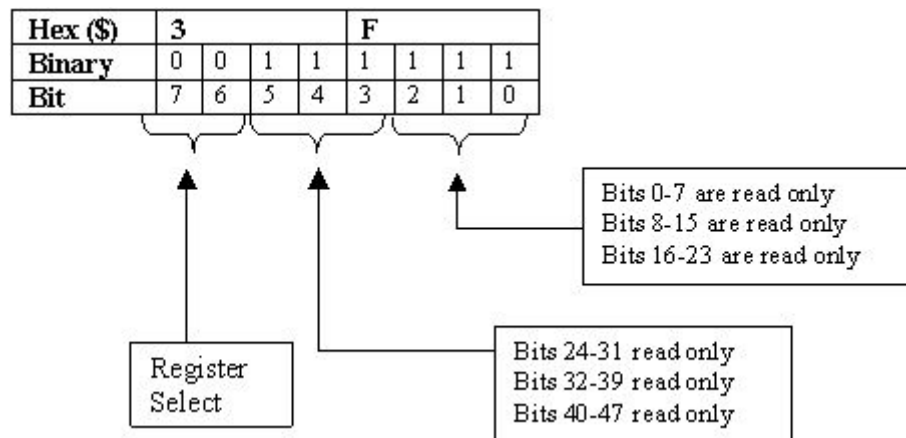 Hex ($) 3 F
Binary 0 0 1 1 1 1 1 1
Bit 7 6 5 4 3 2 1 0
Bits 0-7 are read only
Bits 8-15 are read only
Bits 16-23 are read only
Register
Select
Bits 24-31 read only
Bits 32-39 read only
Bits 40-47 read only